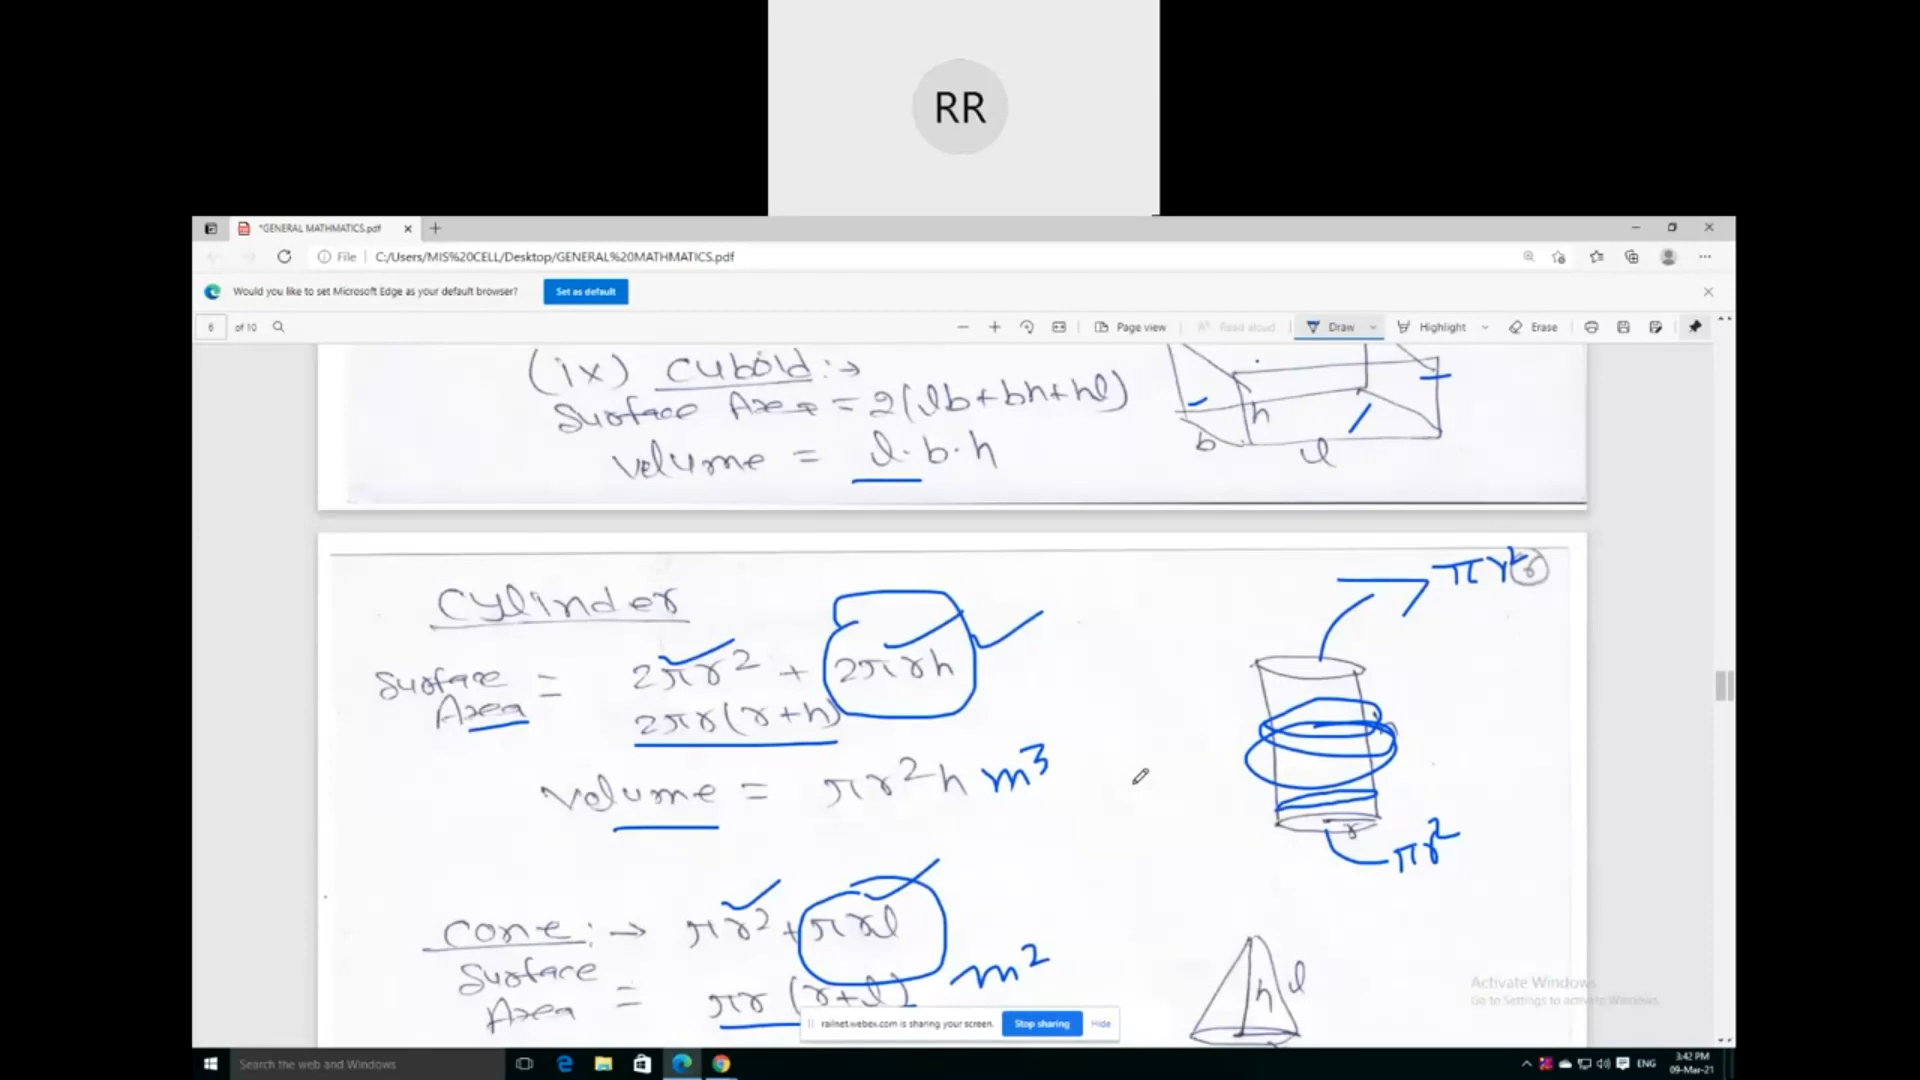 RR
*GENERAL MATHMATICS.pdf
File C:/Users/MIS%20CELL/Desktop/GENERAL%20MATHMATICS.pdf
Would you like to set Microsoft Edge as your default browser? Set as default
6 of 10 Page view Read aloud Draw Highlight Erase
(ix) Cuboid :→
Surface Area = 2(lb+bh+hl)
h
Volume = l·b·h
b l
πr²
Cylinder
Surface Area = 2πr² + 2πrh
2πr(r+h)
Volume = πr²h m³
r
πr²
Cone :→ πr² + πrl
Surface Area = πr(r+l) m²
h l
Activate Windows
Go to Settings to activate Windows.
railnet.webex.com is sharing your screen. Stop sharing Hide
Search the web and Windows
ENG
3:42 PM
09-Mar-21